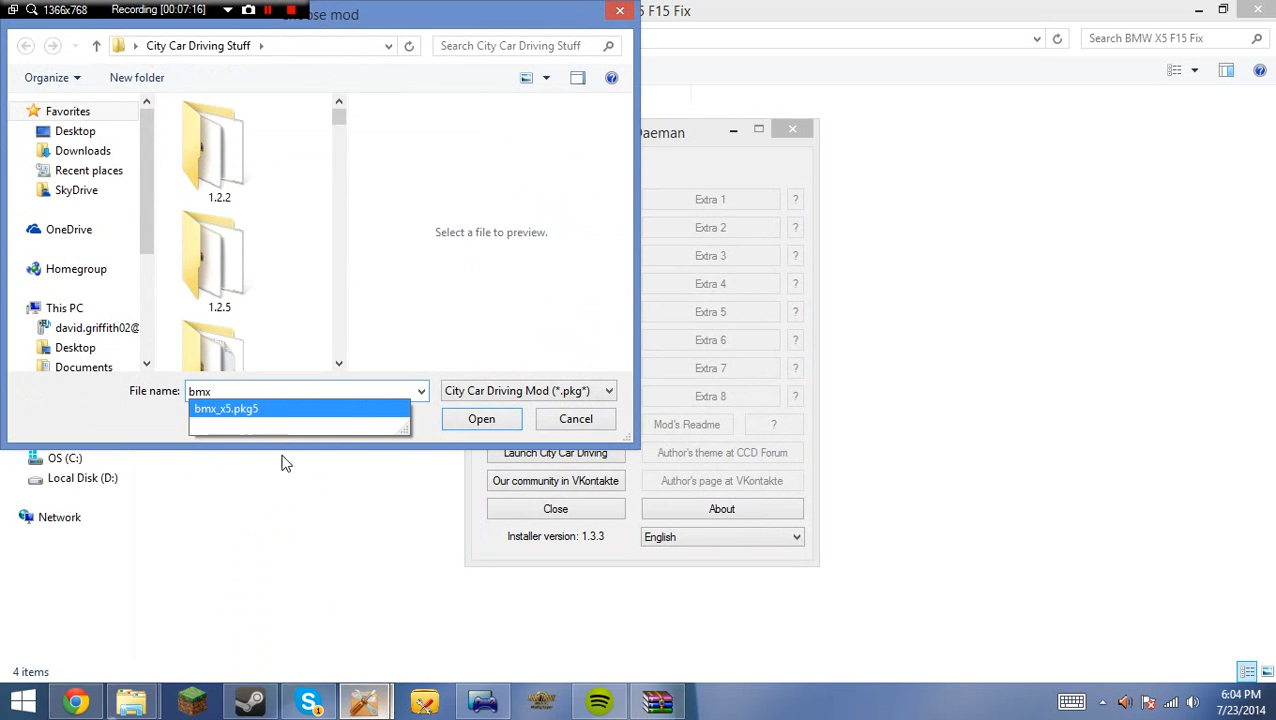 1366x768 Recording [00:07:16]
mod
5 F15 Fix
City Car Driving Stuff
Search City Car Driving Stuff
Search BMW X5 F15 Fix
Organize
New folder
Favorites
Desktop
Downloads
Recent places
SkyDrive
OneDrive
Homegroup
This PC
david.griffith02@
Desktop
Documents
1.2.2
1.2.5
Select a file to preview.
File name: bmx
bmx_x5.pkg5
City Car Driving Mod (*.pkg*)
Open
Cancel
OS (C:)
Local Disk (D:)
Network
4 items
Daeman
Extra 1 ?
Extra 2 ?
Extra 3 ?
Extra 4 ?
Extra 5 ?
Extra 6 ?
Extra 7 ?
Extra 8 ?
Mod's Readme ?
Launch City Car Driving
Author's theme at CCD Forum
Our community in VKontakte
Author's page at VKontakte
Close
About
Installer version: 1.3.3
English
6:04 PM
7/23/2014